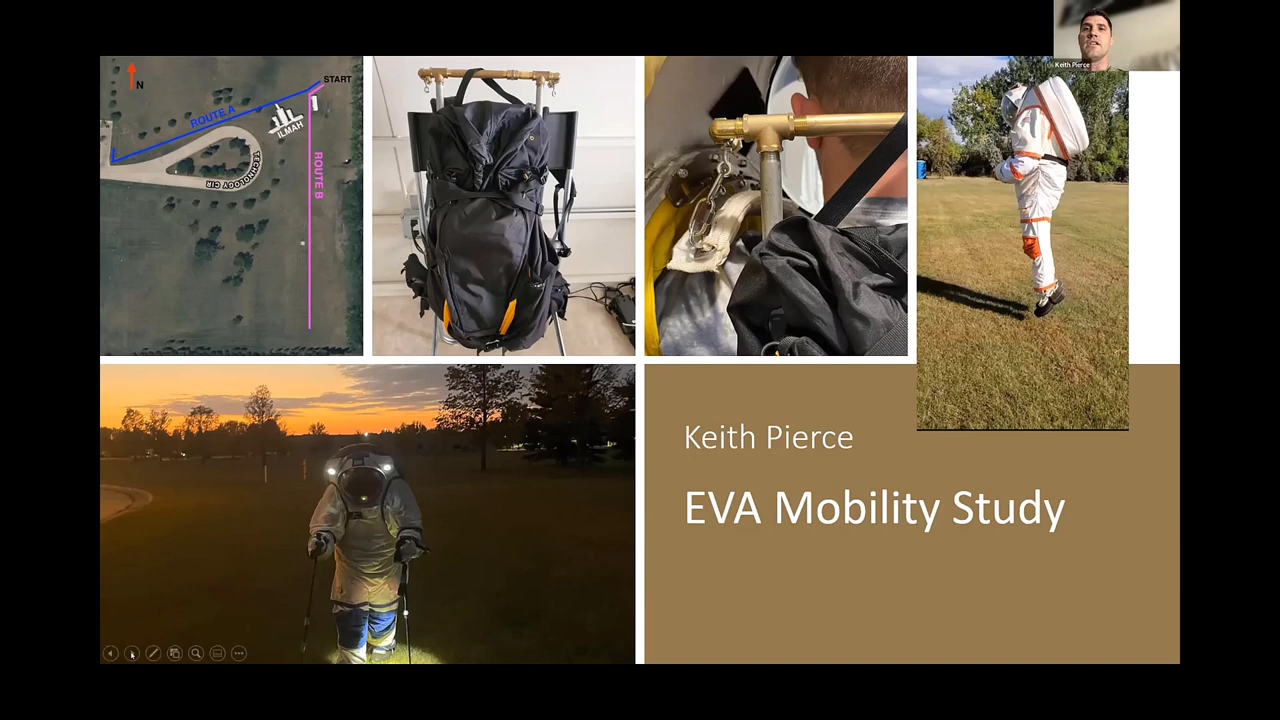 Keith Pierce
N
START
ROUTE A
ILMAH
TECHNOLOGY CIR
ROUTE B
Keith Pierce
EVA Mobility Study